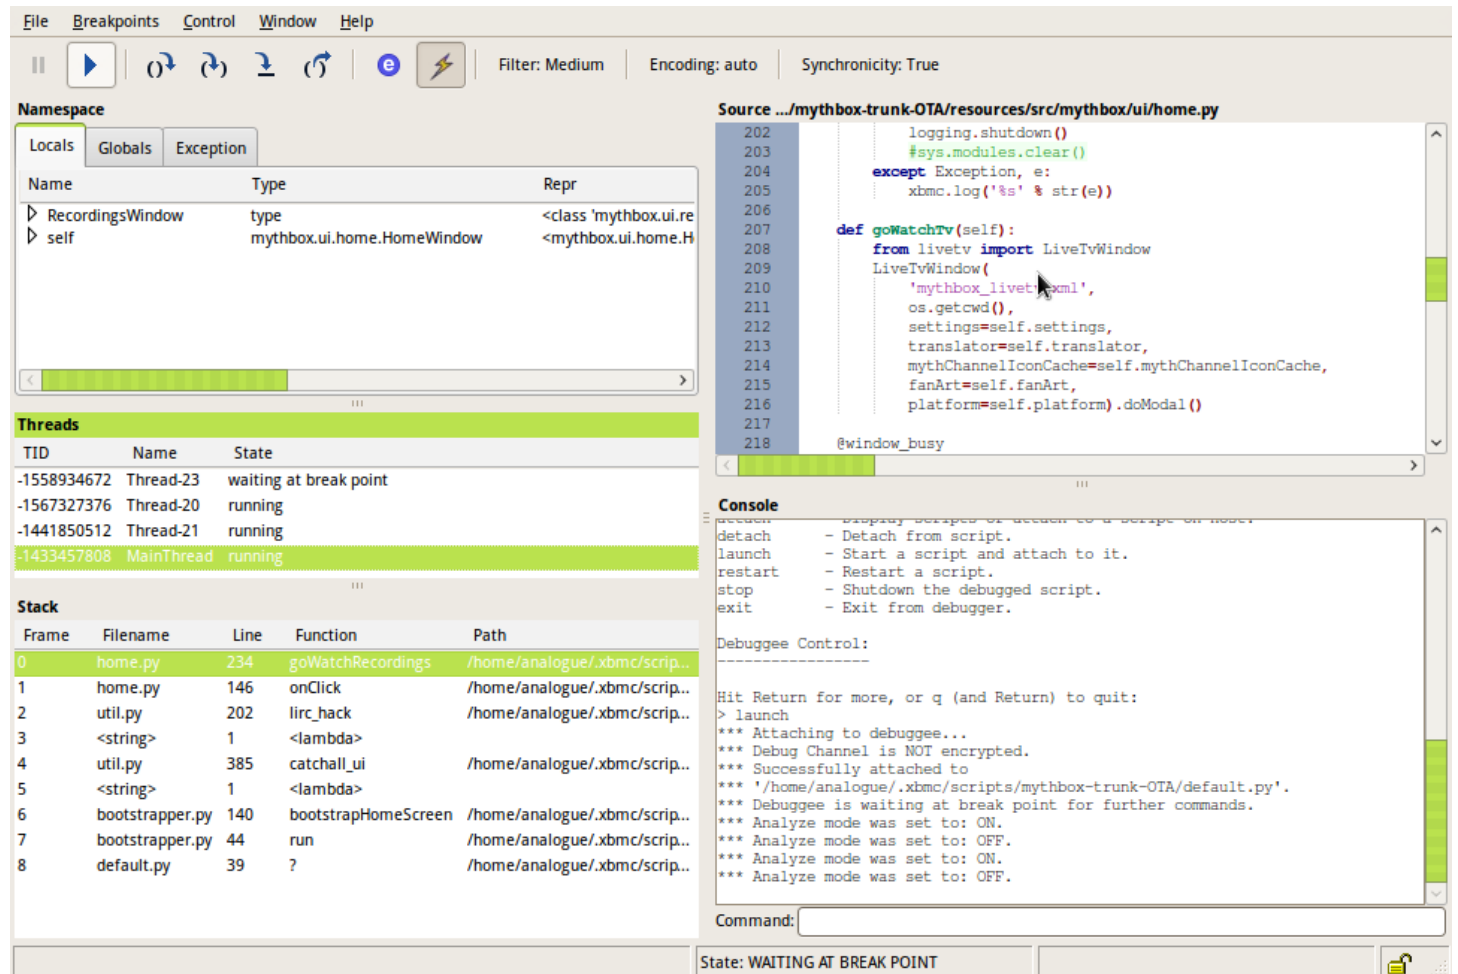 File Breakpoints Control Window Help
Filter: Medium Encoding: auto Synchronicity: True
Namespace
Locals Globals Exception
Name Type Repr
RecordingsWindow type <class 'mythbox.ui.re
self mythbox.ui.home.HomeWindow <mythbox.ui.home.H
Threads
TID Name State
-1558934672 Thread-23 waiting at break point
-1567327376 Thread-20 running
-1441850512 Thread-21 running
-1433457808 MainThread running
Stack
Frame Filename Line Function Path
0 home.py 234 goWatchRecordings /home/analogue/.xbmc/scrip...
1 home.py 146 onClick /home/analogue/.xbmc/scrip...
2 util.py 202 lirc_hack /home/analogue/.xbmc/scrip...
3 <string> 1 <lambda>
4 util.py 385 catchall_ui /home/analogue/.xbmc/scrip...
5 <string> 1 <lambda>
6 bootstrapper.py 140 bootstrapHomeScreen /home/analogue/.xbmc/scrip...
7 bootstrapper.py 44 run /home/analogue/.xbmc/scrip...
8 default.py 39 ? /home/analogue/.xbmc/scrip...
Source .../mythbox-trunk-OTA/resources/src/mythbox/ui/home.py
202 logging.shutdown()
203 #sys.modules.clear()
204 except Exception, e:
205 xbmc.log('%s' % str(e))
206
207 def goWatchTv(self):
208 from livetv import LiveTvWindow
209 LiveTvWindow(
210 'mythbox_livetv.xml',
211 os.getcwd(),
212 settings=self.settings,
213 translator=self.translator,
214 mythChannelIconCache=self.mythChannelIconCache,
215 fanArt=self.fanArt,
216 platform=self.platform).doModal()
217
218 @window_busy
Console
attach - Display scripts or attach to a script on host.
detach - Detach from script.
launch - Start a script and attach to it.
restart - Restart a script.
stop - Shutdown the debugged script.
exit - Exit from debugger.
Debuggee Control:
-----------------
Hit Return for more, or q (and Return) to quit:
> launch
*** Attaching to debuggee...
*** Debug Channel is NOT encrypted.
*** Successfully attached to
*** '/home/analogue/.xbmc/scripts/mythbox-trunk-OTA/default.py'.
*** Debuggee is waiting at break point for further commands.
*** Analyze mode was set to: ON.
*** Analyze mode was set to: OFF.
*** Analyze mode was set to: ON.
*** Analyze mode was set to: OFF.
Command:
State: WAITING AT BREAK POINT